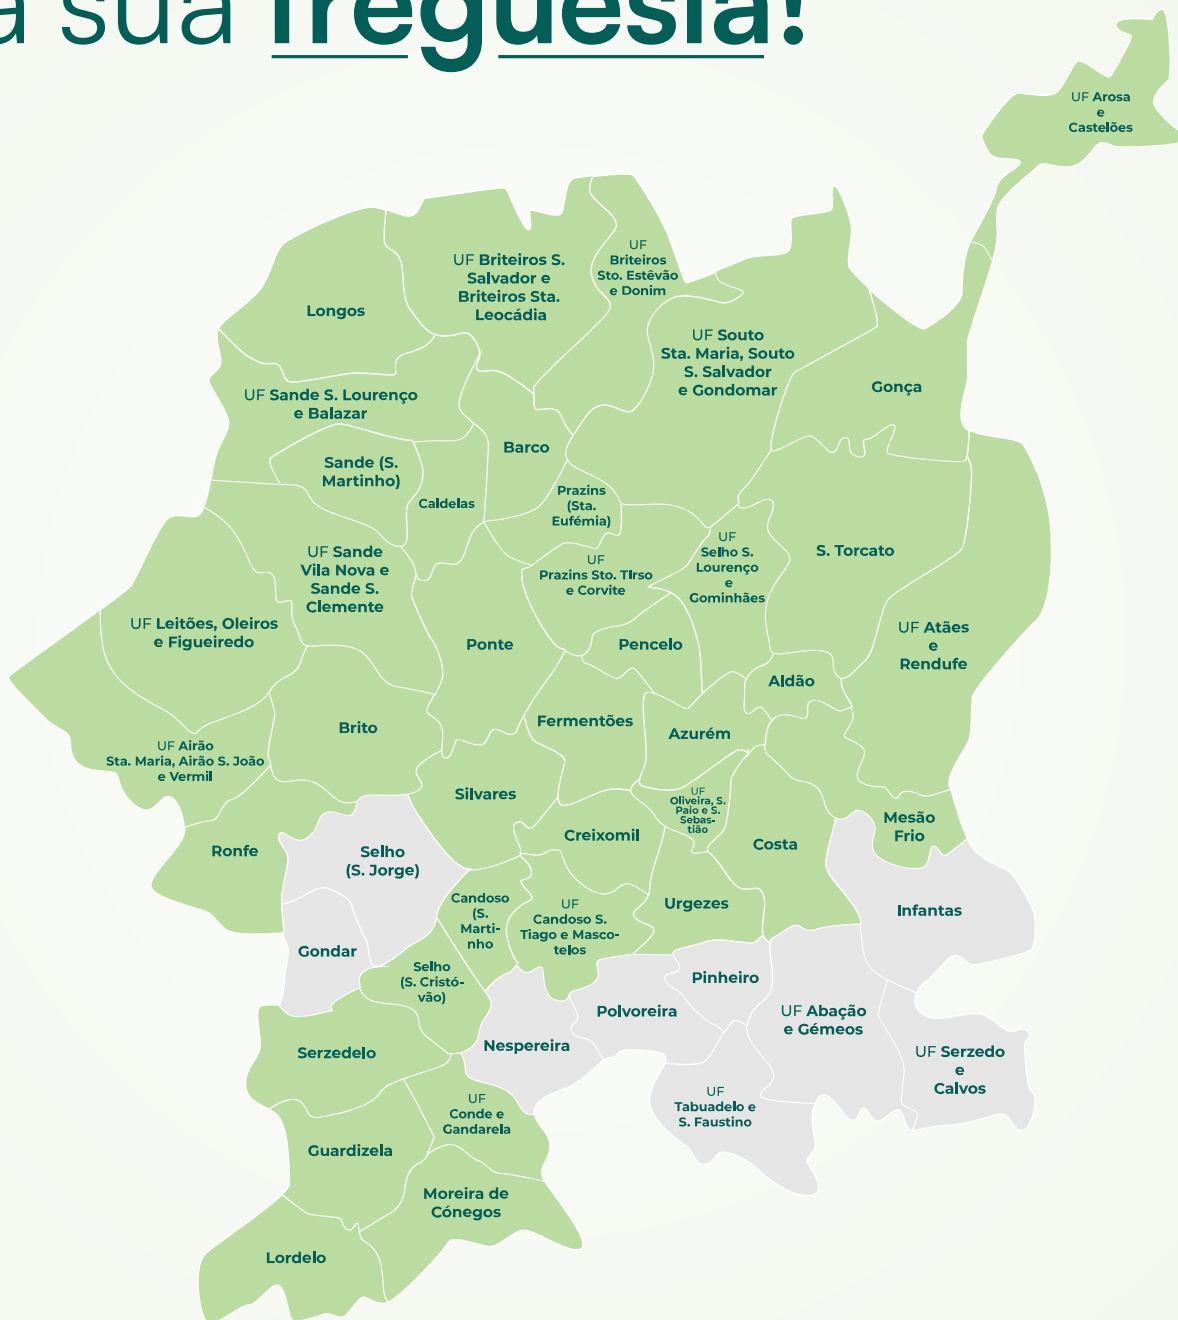 a sua freguesia!
UF Arosa
e
Castelões
UF Briteiros S.
Salvador e
Briteiros Sta.
Leocádia
UF
Briteiros
Sto. Estêvão
e Donim
Longos
UF Souto
Sta. Maria, Souto
S. Salvador
e Gondomar
Gonça
UF Sande S. Lourenço
e Balazar
Barco
Sande (S.
Martinho)
Caldelas
Prazins
(Sta.
Eufémia)
UF
Selho S.
Lourenço
e
Gominhães
S. Torcato
UF Sande
Vila Nova e
Sande S.
Clemente
UF
Prazins Sto. TIrso
e Corvite
UF Leitões, Oleiros
e Figueiredo
Ponte
Pencelo
UF Atães
e
Rendufe
Aldão
Brito
Fermentões
Azurém
UF Airão
Sta. Maria, Airão S. João
e Vermil
Silvares
UF
Oliveira, S.
Paio e S.
Sebas-
tião
Mesão
Frio
Creixomil
Costa
Ronfe
Selho
(S. Jorge)
Candoso
(S.
Marti-
nho
UF
Candoso S.
Tiago e Masco-
telos
Urgezes
Infantas
Gondar
Selho
(S. Cristó-
vão)
Pinheiro
Polvoreira
UF Abação
e Gémeos
Serzedelo
Nespereira
UF Serzedo
e
Calvos
UF
Conde e
Gandarela
UF
Tabuadelo e
S. Faustino
Guardizela
Moreira de
Cónegos
Lordelo